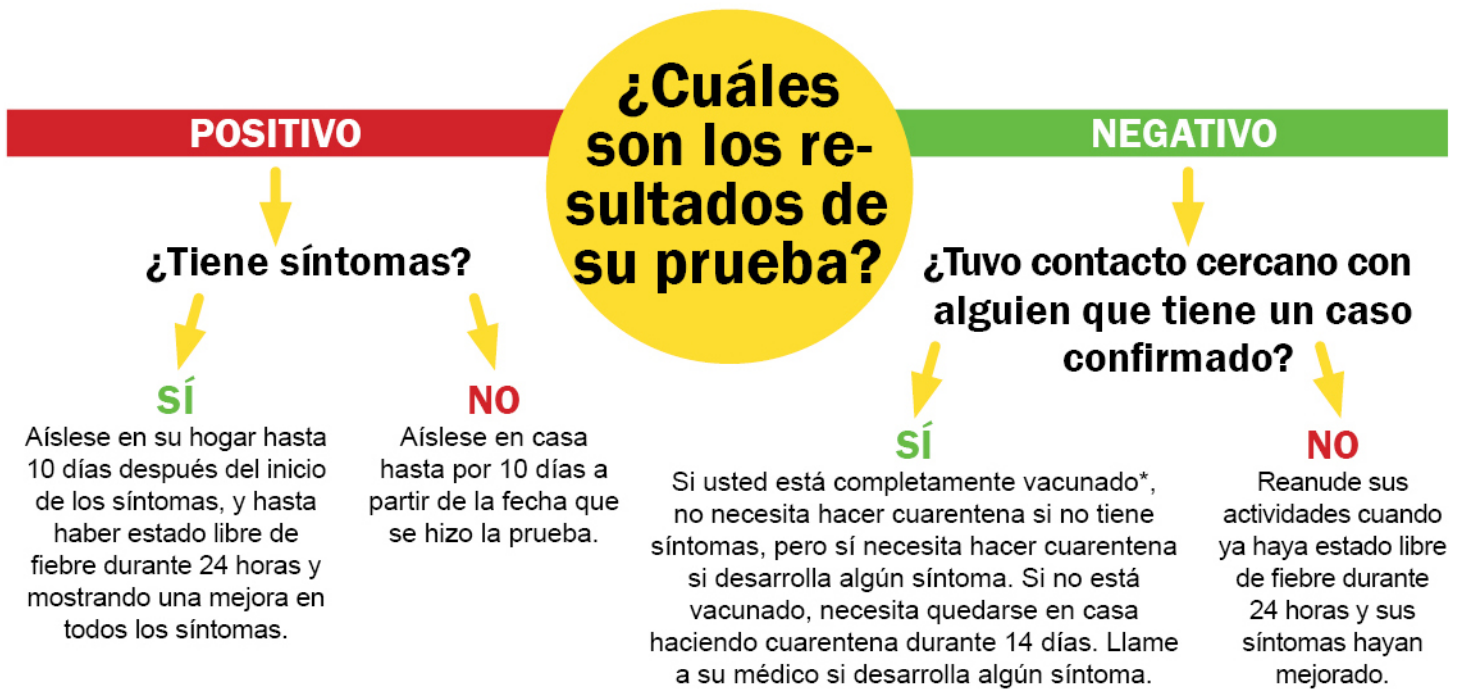 ¿Cuáles
son los re-
sultados de
su prueba?
POSITIVO
¿Tiene síntomas?
SÍ
Aíslese en su hogar hasta
10 días después del inicio
de los síntomas, y hasta
haber estado libre de
fiebre durante 24 horas y
mostrando una mejora en
todos los síntomas.
NO
Aíslese en casa
hasta por 10 días a
partir de la fecha que
se hizo la prueba.
NEGATIVO
¿Tuvo contacto cercano con
alguien que tiene un caso
confirmado?
SÍ
Si usted está completamente vacunado*,
no necesita hacer cuarentena si no tiene
síntomas, pero sí necesita hacer cuarentena
si desarrolla algún síntoma. Si no está
vacunado, necesita quedarse en casa
haciendo cuarentena durante 14 días. Llame
a su médico si desarrolla algún síntoma.
NO
Reanude sus
actividades cuando
ya haya estado libre
de fiebre durante
24 horas y sus
síntomas hayan
mejorado.